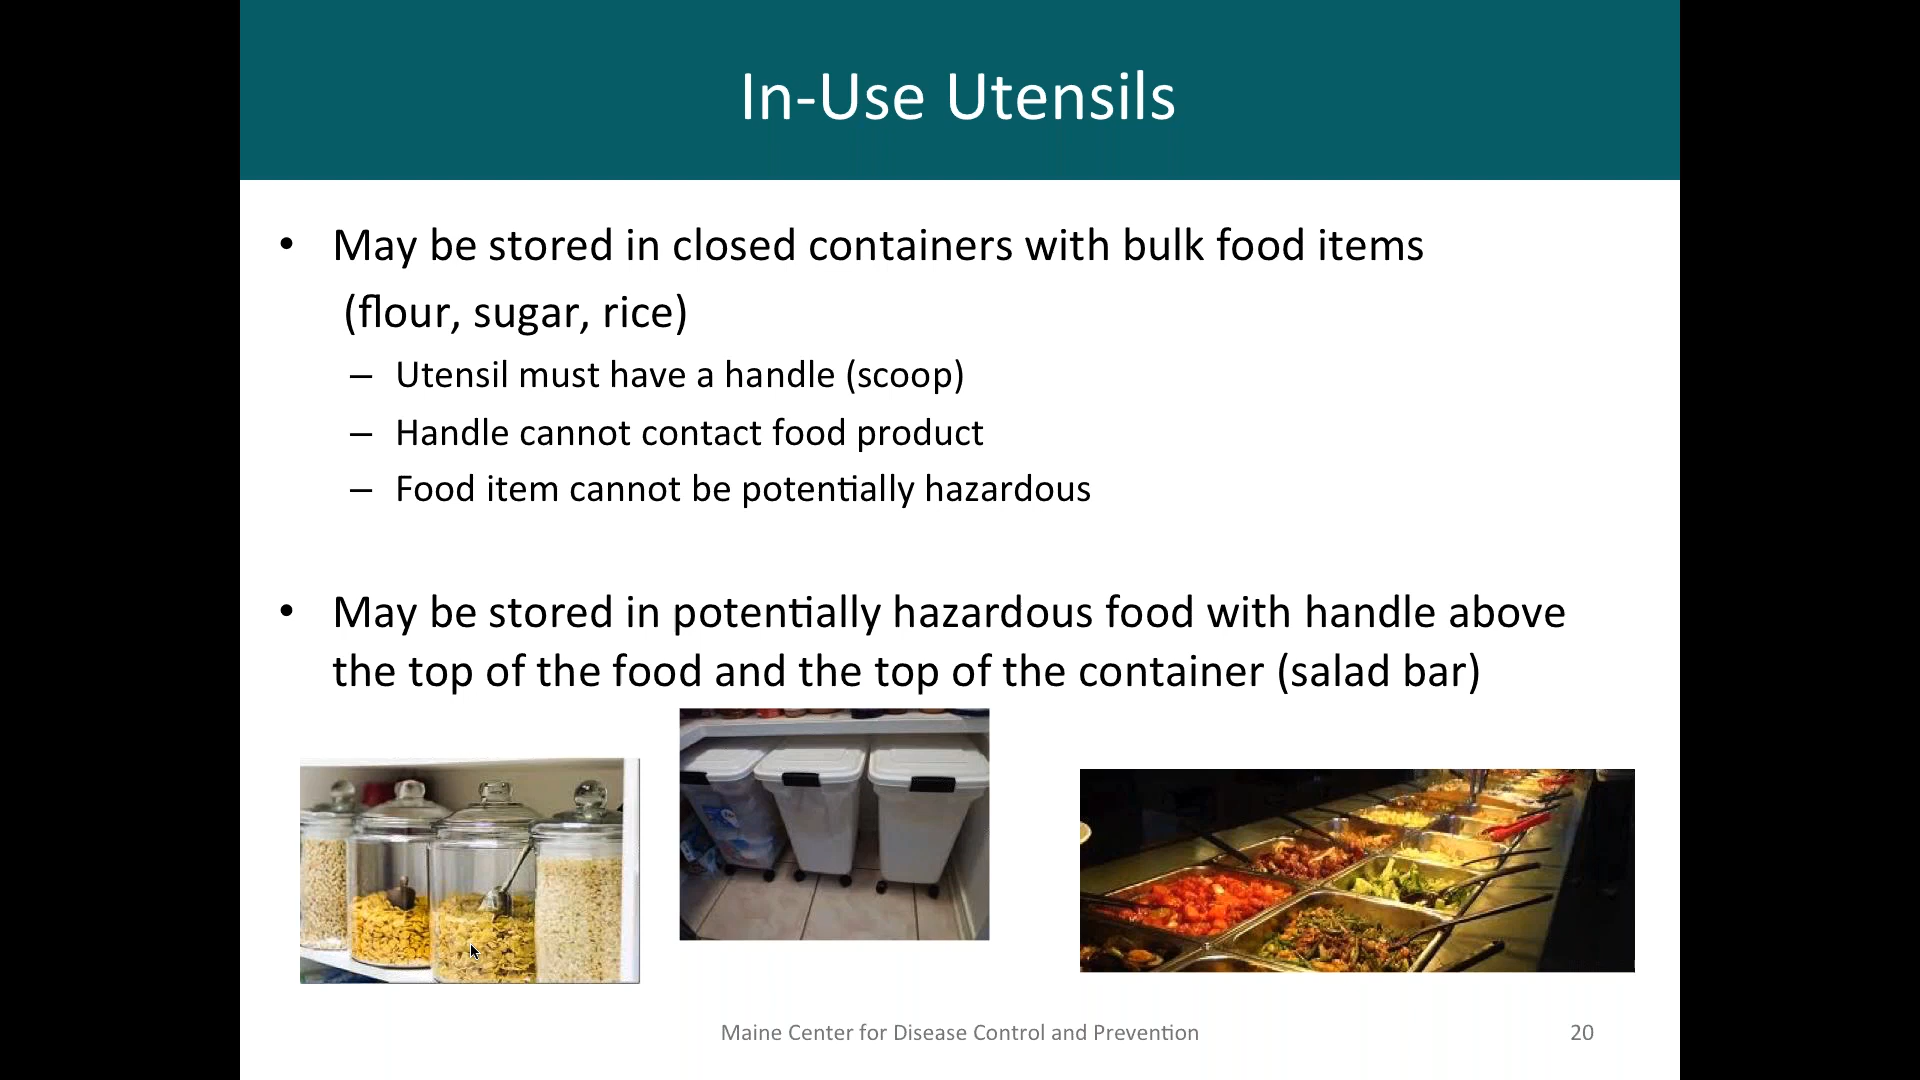 In-Use Utensils
• May be stored in closed containers with bulk food items
(flour, sugar, rice)
– Utensil must have a handle (scoop)
– Handle cannot contact food product
– Food item cannot be potentially hazardous
• May be stored in potentially hazardous food with handle above
the top of the food and the top of the container (salad bar)
Maine Center for Disease Control and Prevention
20